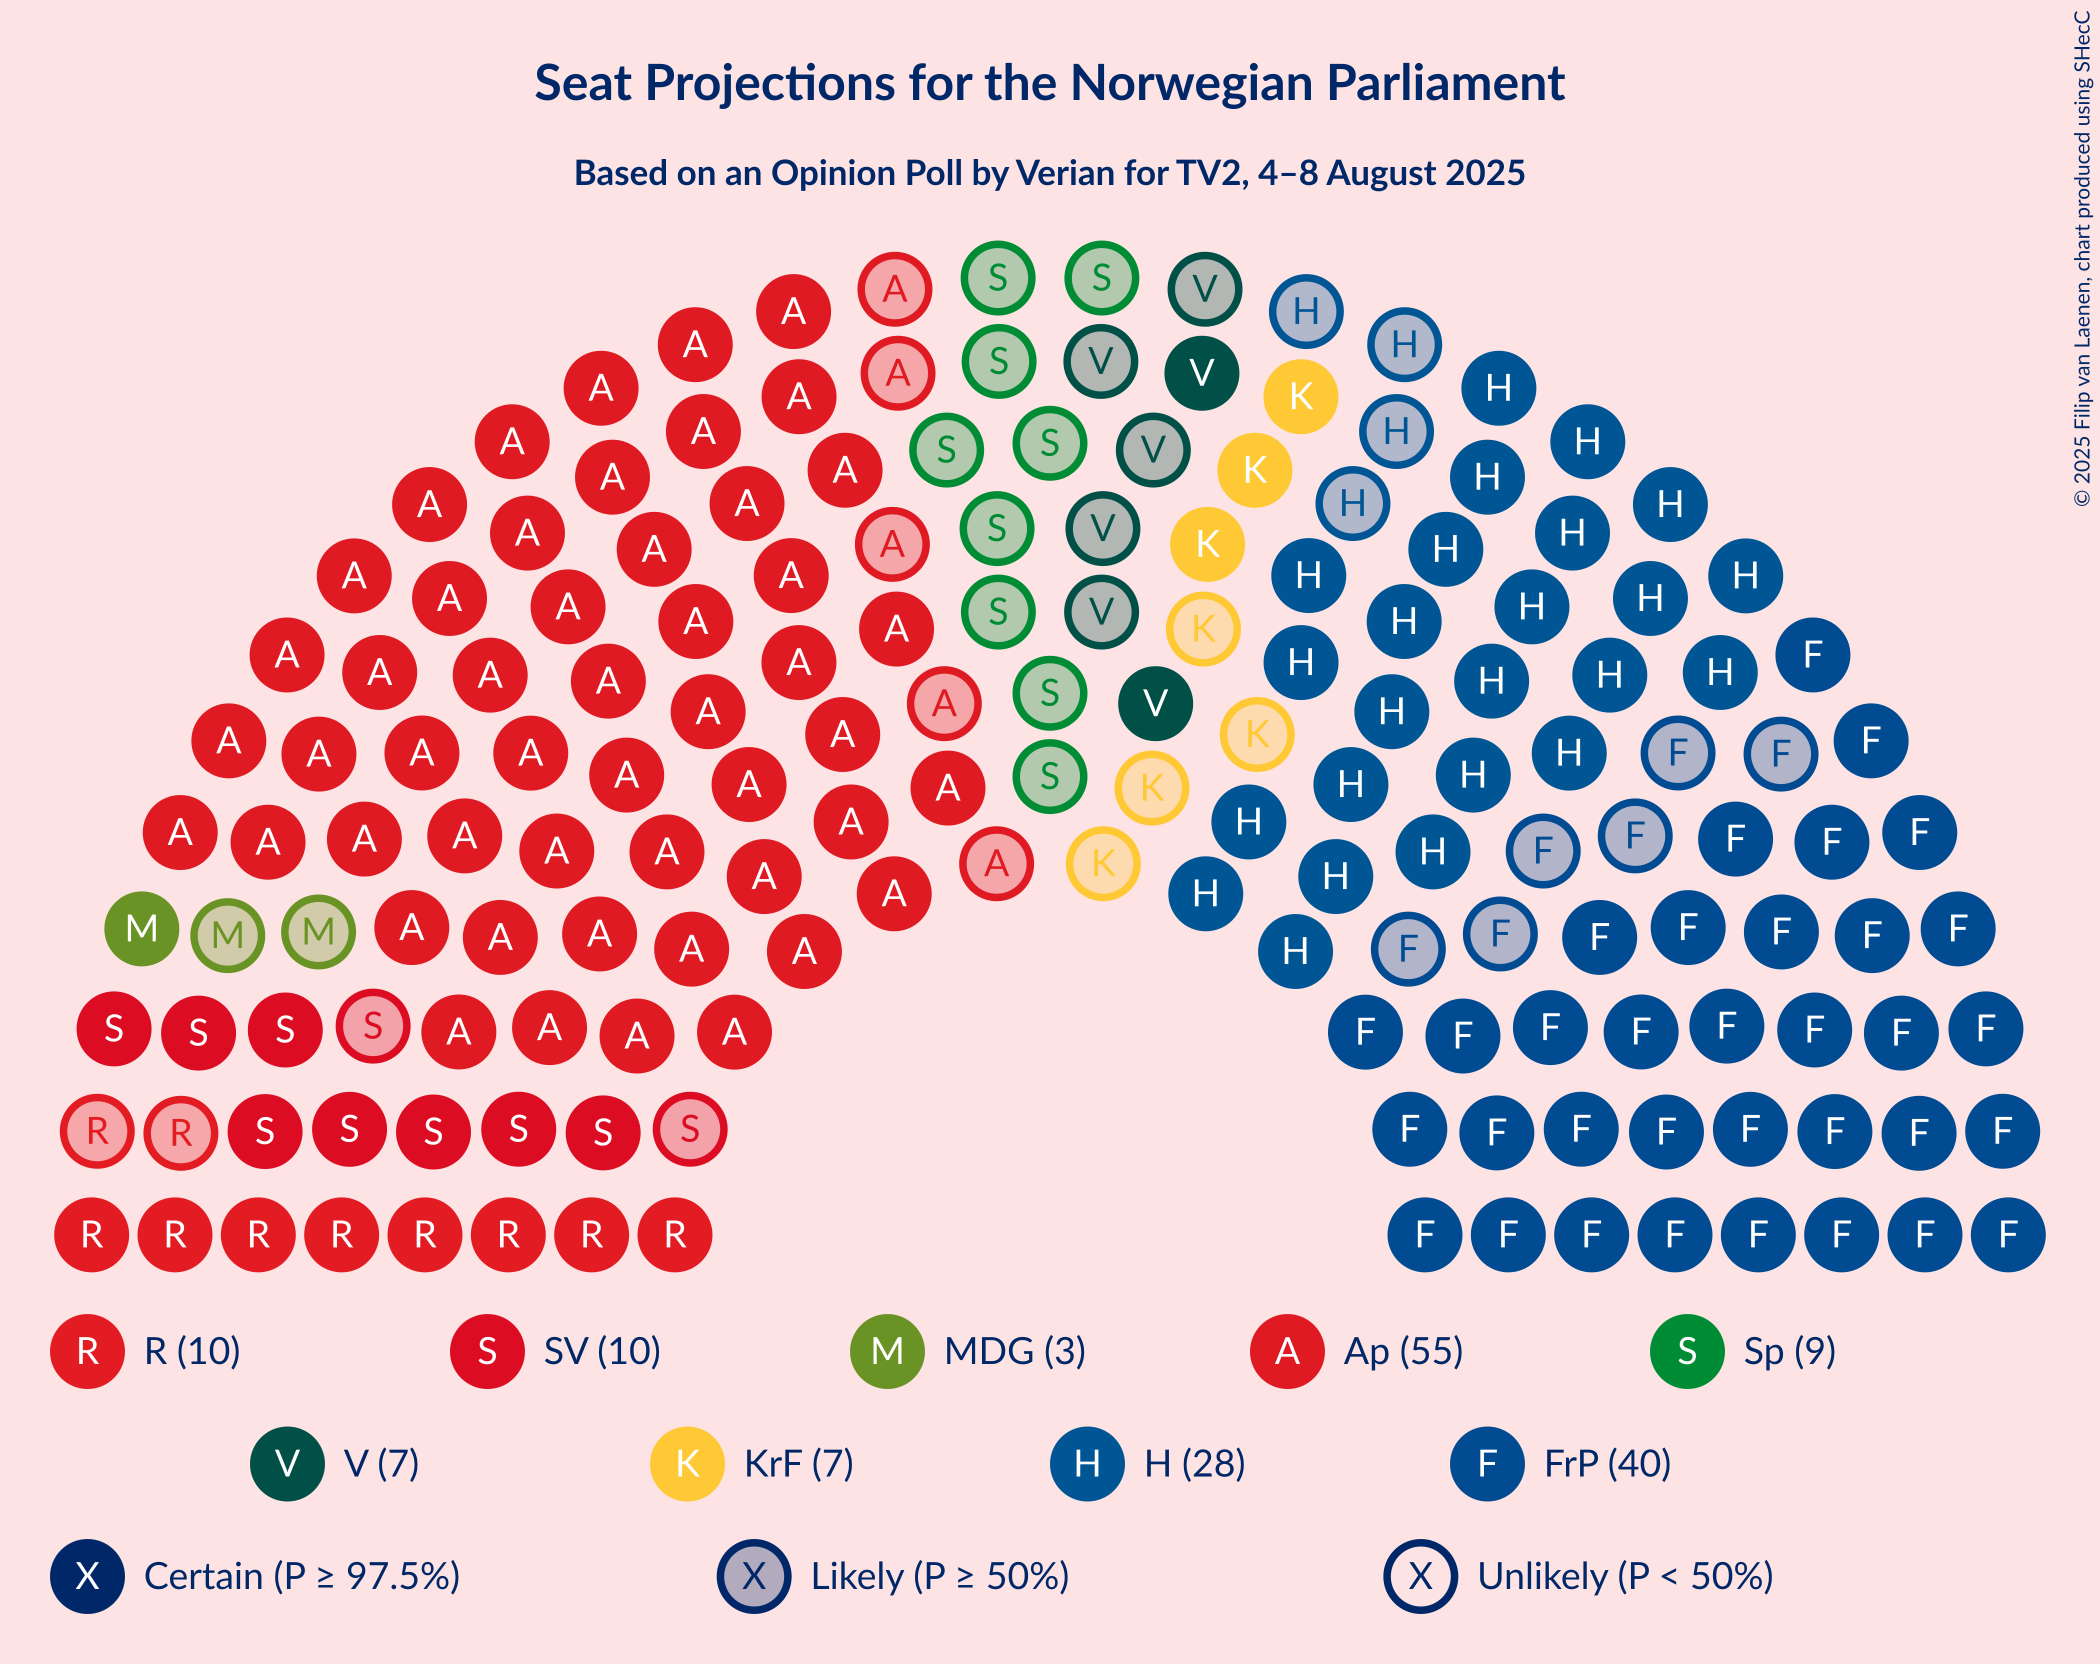 Seat Projections for the Norwegian Parliament
Based on an Opinion Poll by Verian for TV2, 4–8 August 2025
© 2025 Filip van Laenen, chart produced using SHecC
A S S V
A H
A H
A A S V V H
A A K H
A A H H
A S S V H
A A K H
A A H H
A A S V K H H
A A H H
A A S V H H
A A A K H F
A A A H H H
A A A S V H H H
A A A K H F F F
A A A A S K H H H
A A A A H F F F
A A A A K H H F F F
M M M A A A A A A H H F F F F F F F
S S S S A A A A F F F F F F F F
R R S S S S S S F F F F F F F F
R R R R R R R R F F F F F F F F
R R (10) S SV (10) M MDG (3) A Ap (55) S Sp (9)
V V (7) K KrF (7) H H (28) F FrP (40)
X Certain (P ≥ 97.5%) X Likely (P ≥ 50%) X Unlikely (P < 50%)